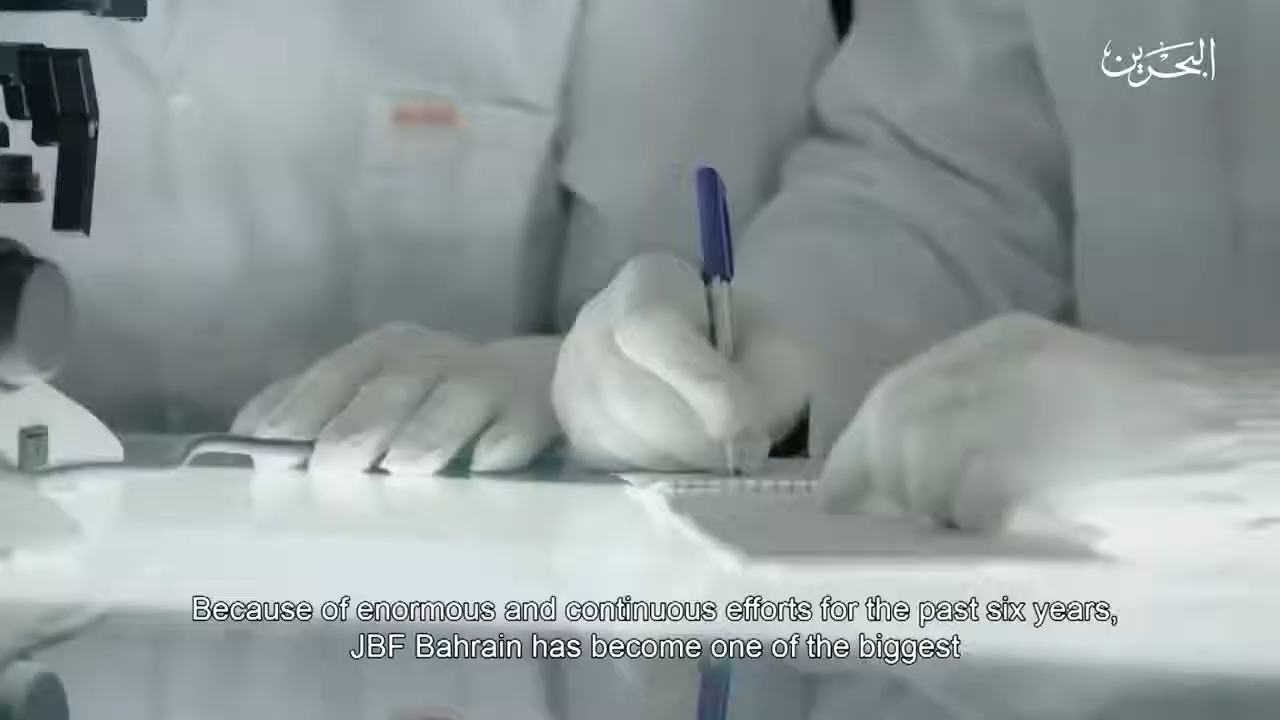 البحرين
Because of enormous and continuous efforts for the past six years,
JBF Bahrain has become one of the biggest